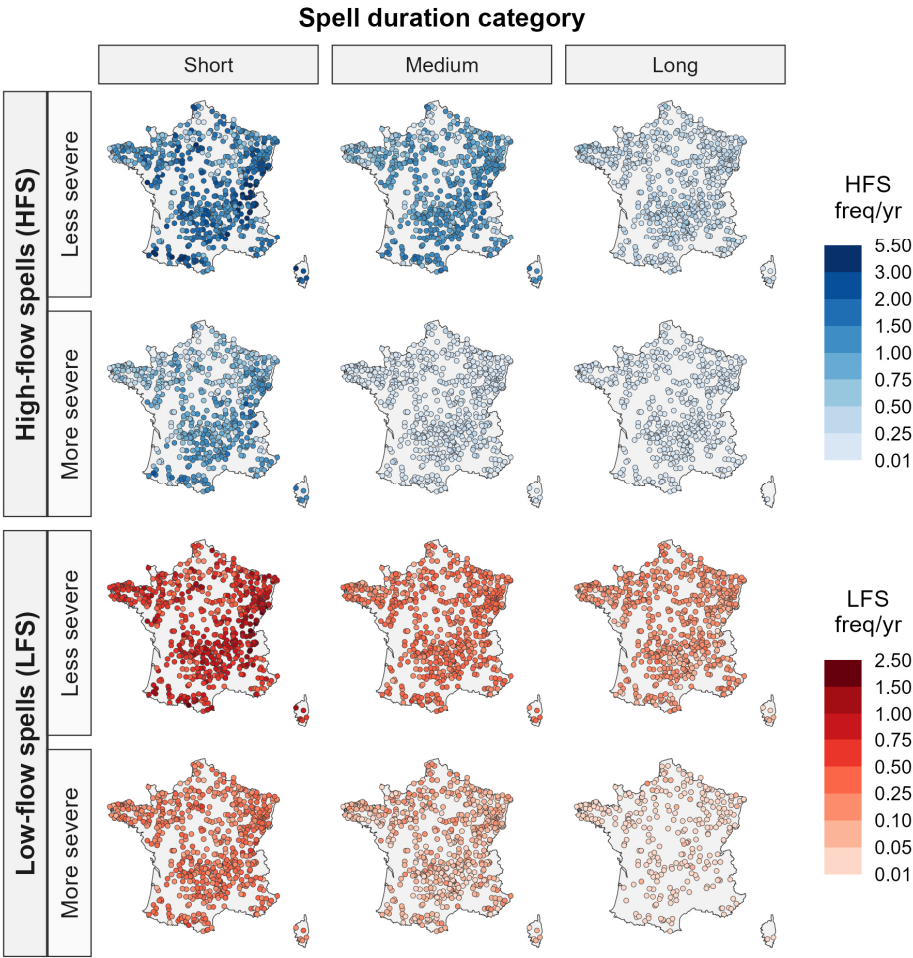 Spell duration category
Short
Medium
Long
High-flow spells (HFS)
Less severe
More severe
Low-flow spells (LFS)
Less severe
More severe
HFS
freq/yr
5.50
3.00
2.00
1.50
1.00
0.75
0.50
0.25
0.01
LFS
freq/yr
2.50
1.50
1.00
0.75
0.50
0.25
0.10
0.05
0.01